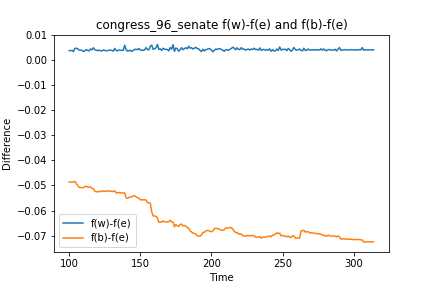 congress_96_senate f(w)-f(e) and f(b)-f(e)
0.01
0.00
−0.01
−0.02
−0.03
−0.04
−0.05
−0.06
−0.07
Difference
f(w)-f(e)
f(b)-f(e)
100
150
200
250
300
Time